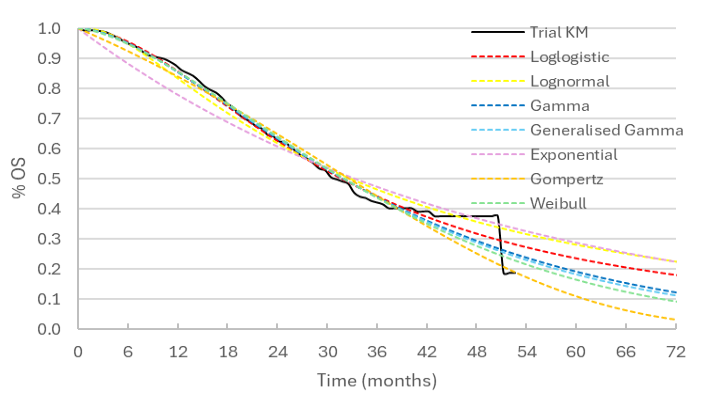 1.0
0.9
0.8
0.7
0.6
0.5
0.4
0.3
0.2
0.1
0.0
% OS
Trial KM
Loglogistic
Lognormal
Gamma
Generalised Gamma
Exponential
Gompertz
Weibull
0 6 12 18 24 30 36 42 48 54 60 66 72
Time (months)